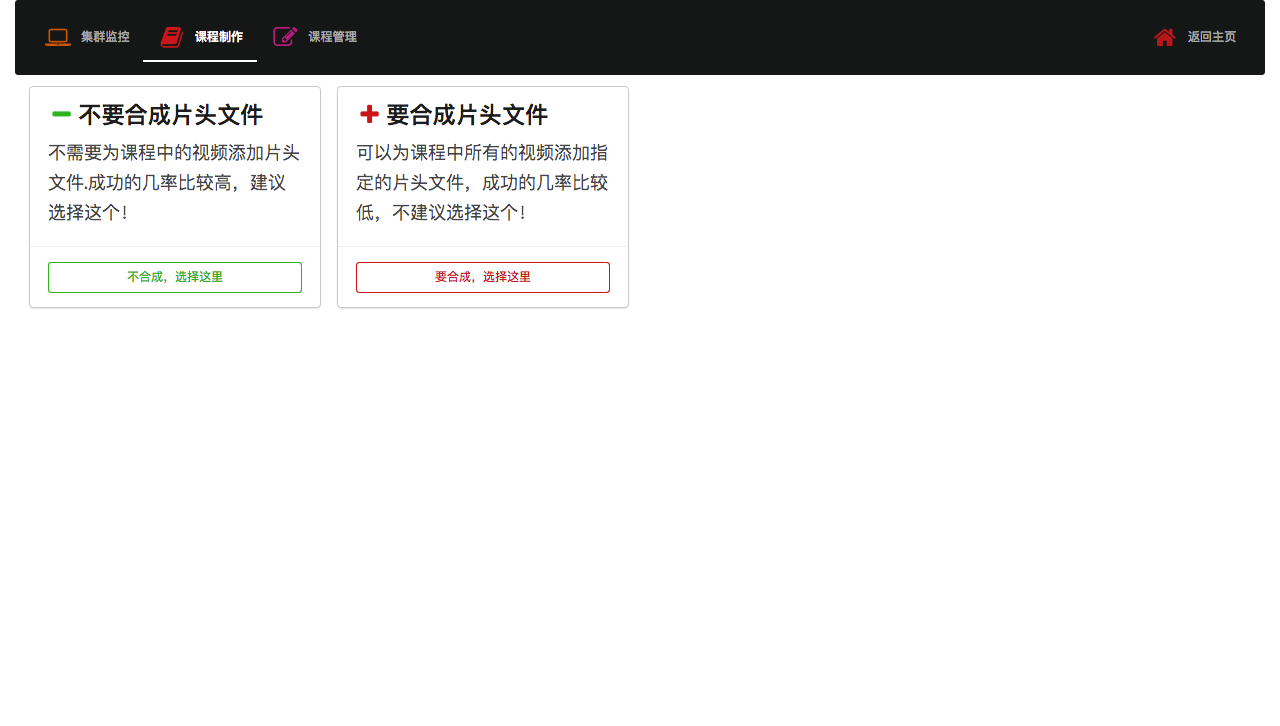 集群监控
课程制作
课程管理
返回主页
不要合成片头文件
不需要为课程中的视频添加片头
文件.成功的几率比较高，建议
选择这个！
不合成，选择这里
要合成片头文件
可以为课程中所有的视频添加指
定的片头文件，成功的几率比较
低，不建议选择这个！
要合成，选择这里